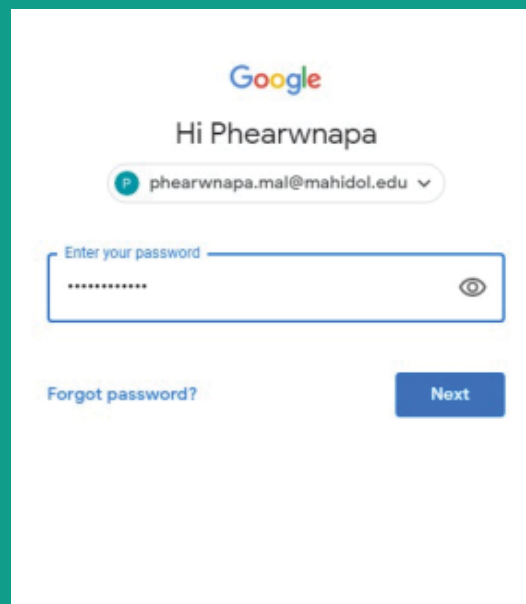 Google
Hi Phearwnapa
P phearwnapa.mal@mahidol.edu
Enter your password
••••••••••••
Forgot password? Next